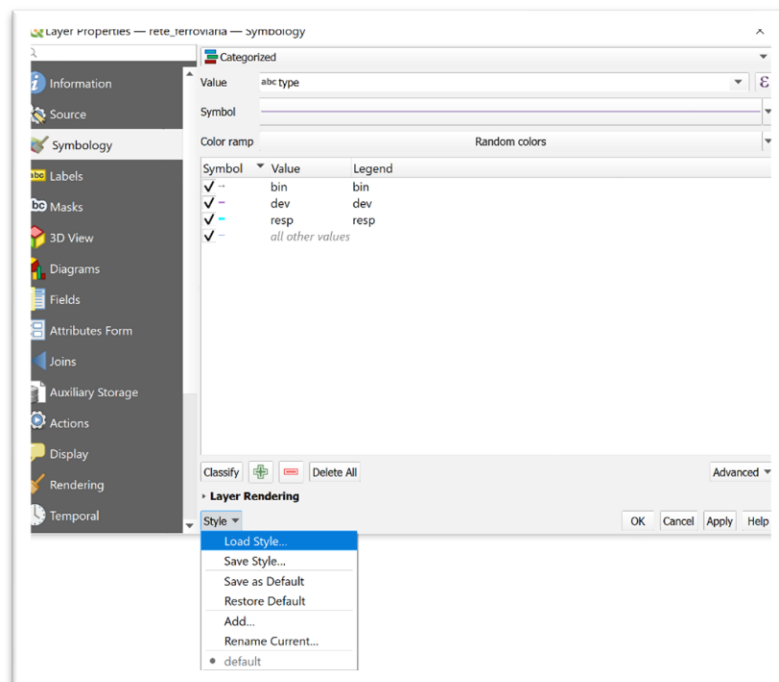 Layer Properties — rete_ferroviaria — Symbology
Categorized
Information
Value abc type ε
Source
Symbol
Symbology
Color ramp Random colors
Symbol Value Legend
abc Labels
bin bin
dev dev
abc Masks
resp resp
all other values
3D View
Diagrams
Fields
Attributes Form
Joins
Auxiliary Storage
Actions
Display
Classify Delete All Advanced
Rendering
Layer Rendering
Temporal
Style OK Cancel Apply Help
Load Style...
Save Style...
Save as Default
Restore Default
Add...
Rename Current...
default